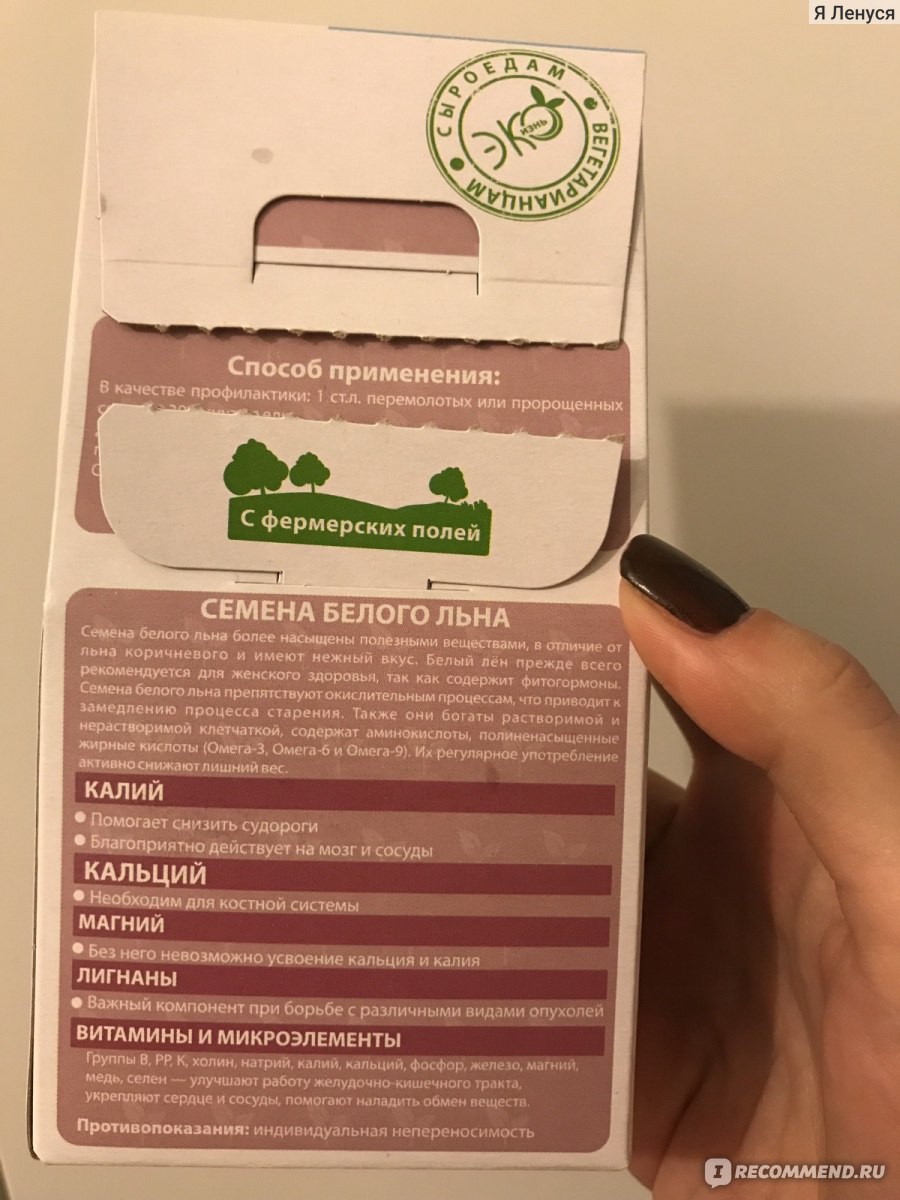 Я Ленуся
СЫРОЕДАМ
ВЕГЕТАРИАНЦАМ
ЭКО
ИЗНЬ
Способ применения:
В качестве профилактики: 1 ст.л. перемолотых или пророщенных
С фермерских полей
СЕМЕНА БЕЛОГО ЛЬНА
Семена белого льна более насыщены полезными веществами, в отличие от
льна коричневого и имеют нежный вкус. Белый лён прежде всего
рекомендуется для женского здоровья, так как содержит фитогормоны.
Семена белого льна препятствуют окислительным процессам, что приводит к
замедлению процесса старения. Также они богаты растворимой и
нерастворимой клетчаткой, содержат аминокислоты, полиненасыщенные
жирные кислоты (Омега-3, Омега-6 и Омега-9). Их регулярное употребление
активно снижают лишний вес.
КАЛИЙ
• Помогает снизить судороги
• Благоприятно действует на мозг и сосуды
КАЛЬЦИЙ
• Необходим для костной системы
МАГНИЙ
• Без него невозможно усвоение кальция и калия
ЛИГНАНЫ
• Важный компонент при борьбе с различными видами опухолей
ВИТАМИНЫ И МИКРОЭЛЕМЕНТЫ
Группы В, РР, К, холин, натрий, калий, кальций, фосфор, железо, магний,
медь, селен — улучшают работу желудочно-кишечного тракта,
укрепляют сердце и сосуды, помогают наладить обмен веществ.
Противопоказания: индивидуальная непереносимость
IRECOMMEND.RU